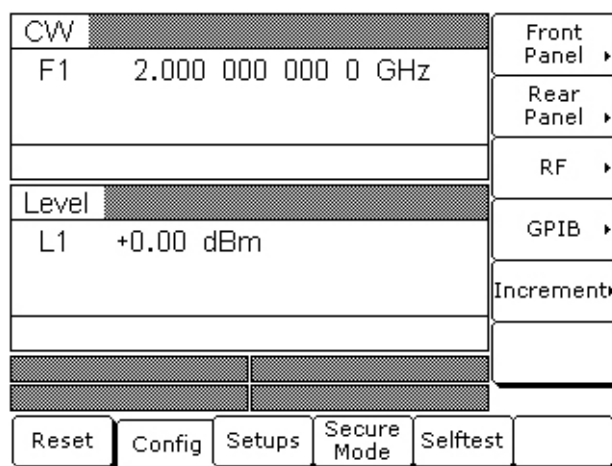 CW
F1 2.000 000 000 0 GHz
Level
L1 +0.00 dBm
Front
Panel
Rear
Panel
RF
GPIB
Increment
Reset
Config
Setups
Secure
Mode
Selftest